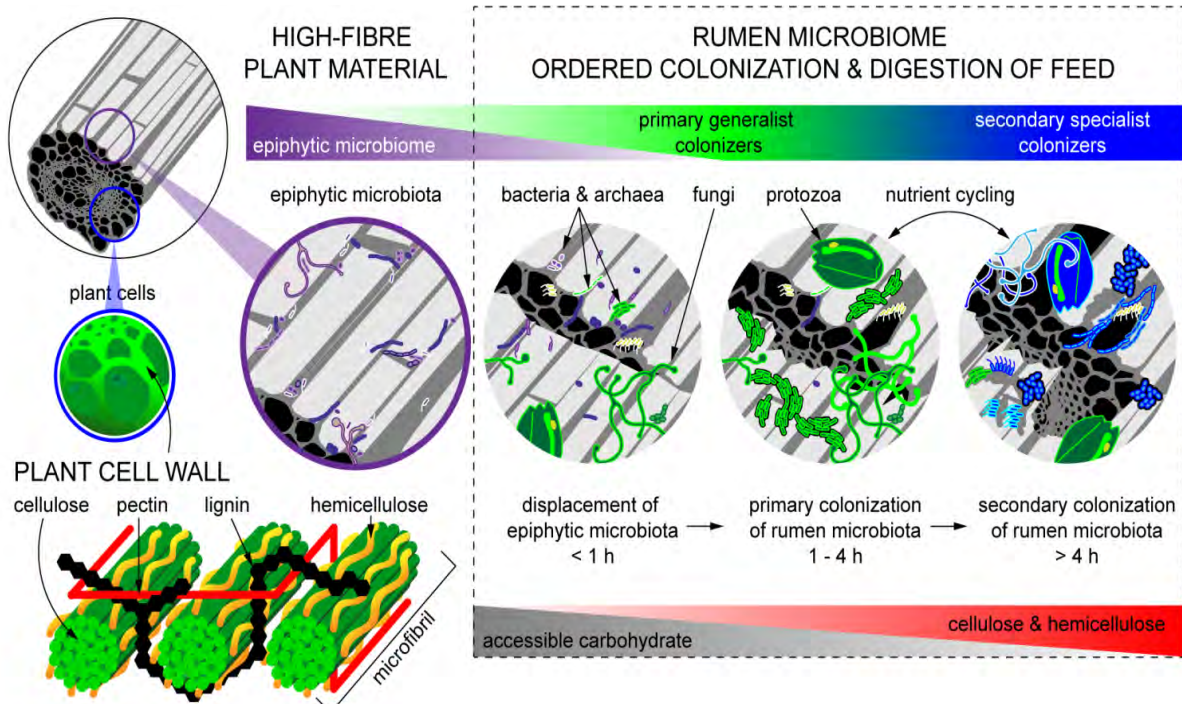 HIGH-FIBRE
PLANT MATERIAL
RUMEN MICROBIOME
ORDERED COLONIZATION & DIGESTION OF FEED
epiphytic microbiome
primary generalist
colonizers
secondary specialist
colonizers
epiphytic microbiota
bacteria & archaea
fungi
protozoa
nutrient cycling
plant cells
PLANT CELL WALL
cellulose
pectin
lignin
hemicellulose
microfibril
displacement of
epiphytic microbiota
< 1 h
primary colonization
of rumen microbiota
1 - 4 h
secondary colonization
of rumen microbiota
> 4 h
accessible carbohydrate
cellulose & hemicellulose